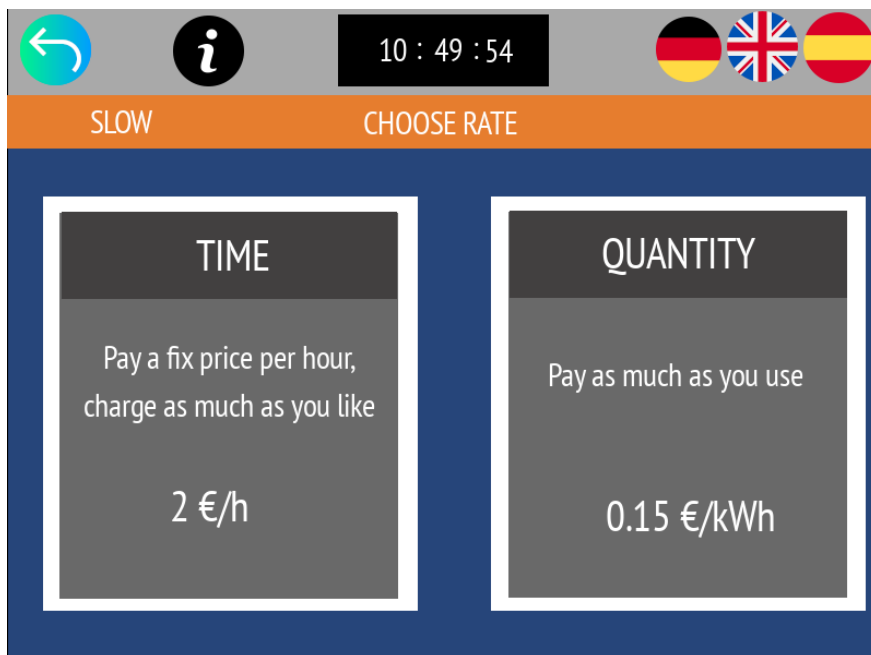 i
10 : 49 : 54
SLOW
CHOOSE RATE
TIME
Pay a fix price per hour,
charge as much as you like
2 €/h
QUANTITY
Pay as much as you use
0.15 €/kWh